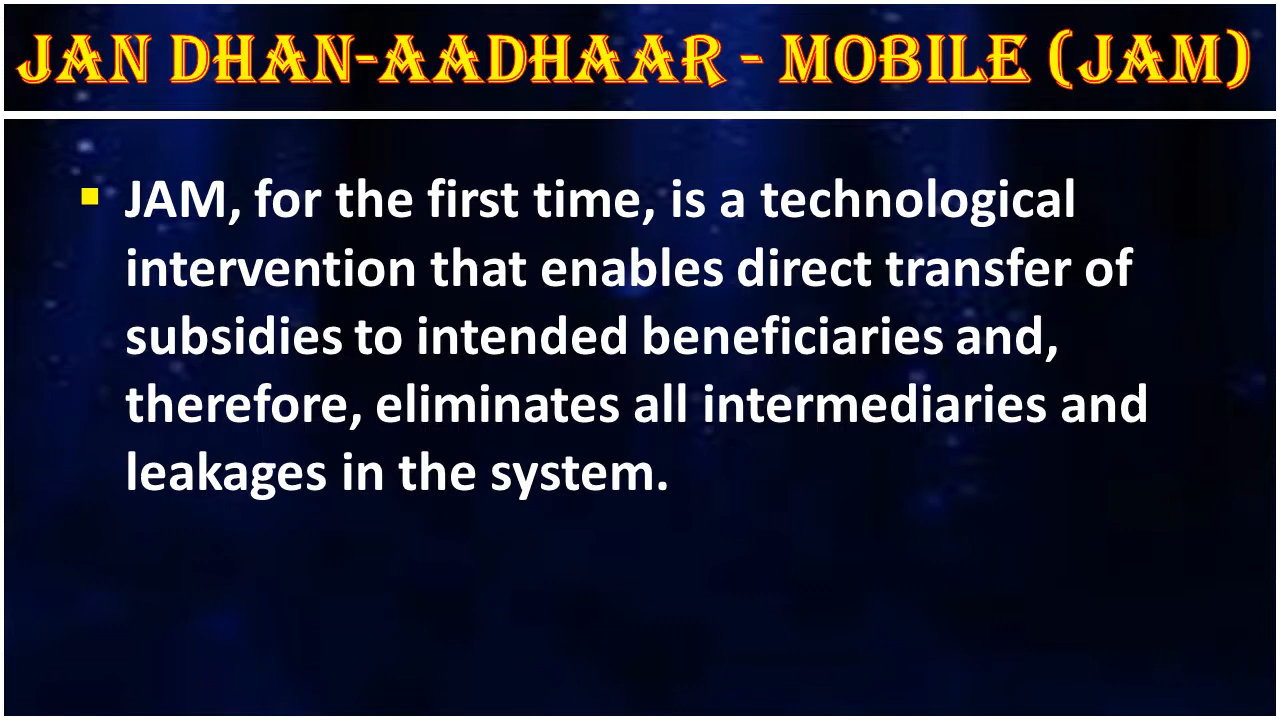 JAN DHAN-AADHAAR - MOBILE (JAM)
JAM, for the first time, is a technological
intervention that enables direct transfer of
subsidies to intended beneficiaries and,
therefore, eliminates all intermediaries and
leakages in the system.